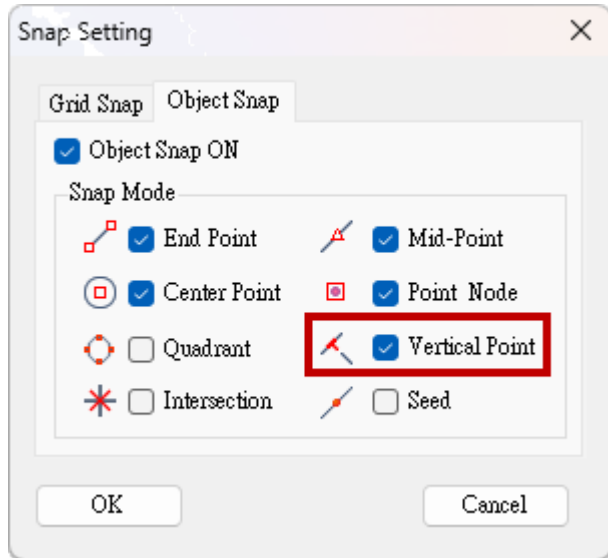 Snap Setting
Grid Snap Object Snap
Object Snap ON
Snap Mode
End Point Mid-Point
Center Point Point Node
Quadrant Vertical Point
Intersection Seed
OK Cancel